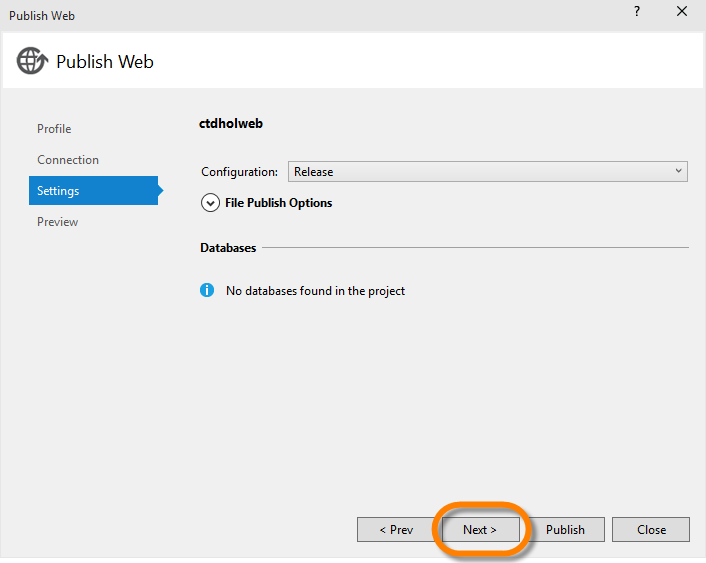 Publish Web
?
Publish Web
Profile
Connection
Settings
Preview
ctdholweb
Configuration: Release
File Publish Options
Databases
No databases found in the project
< Prev Next > Publish Close